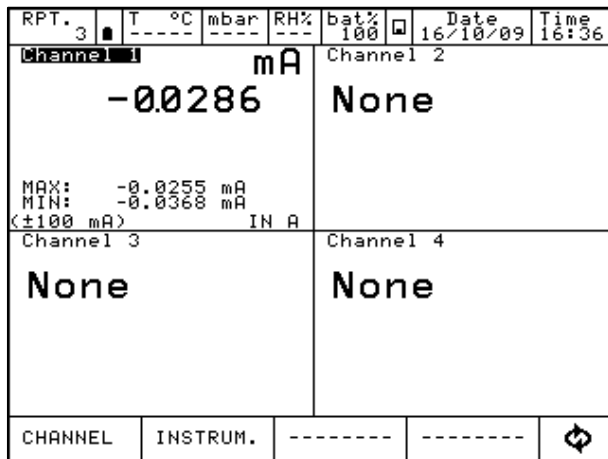 RPT. T °C mbar RH% bat% Date Time
3 ----- ---- --- 100 16/10/09 16:36
Channel 1 mA
-0.0286
MAX: -0.0255 mA
MIN: -0.0368 mA
(±100 mA) IN A
Channel 2
None
Channel 3
None
Channel 4
None
CHANNEL INSTRUM. -------- --------